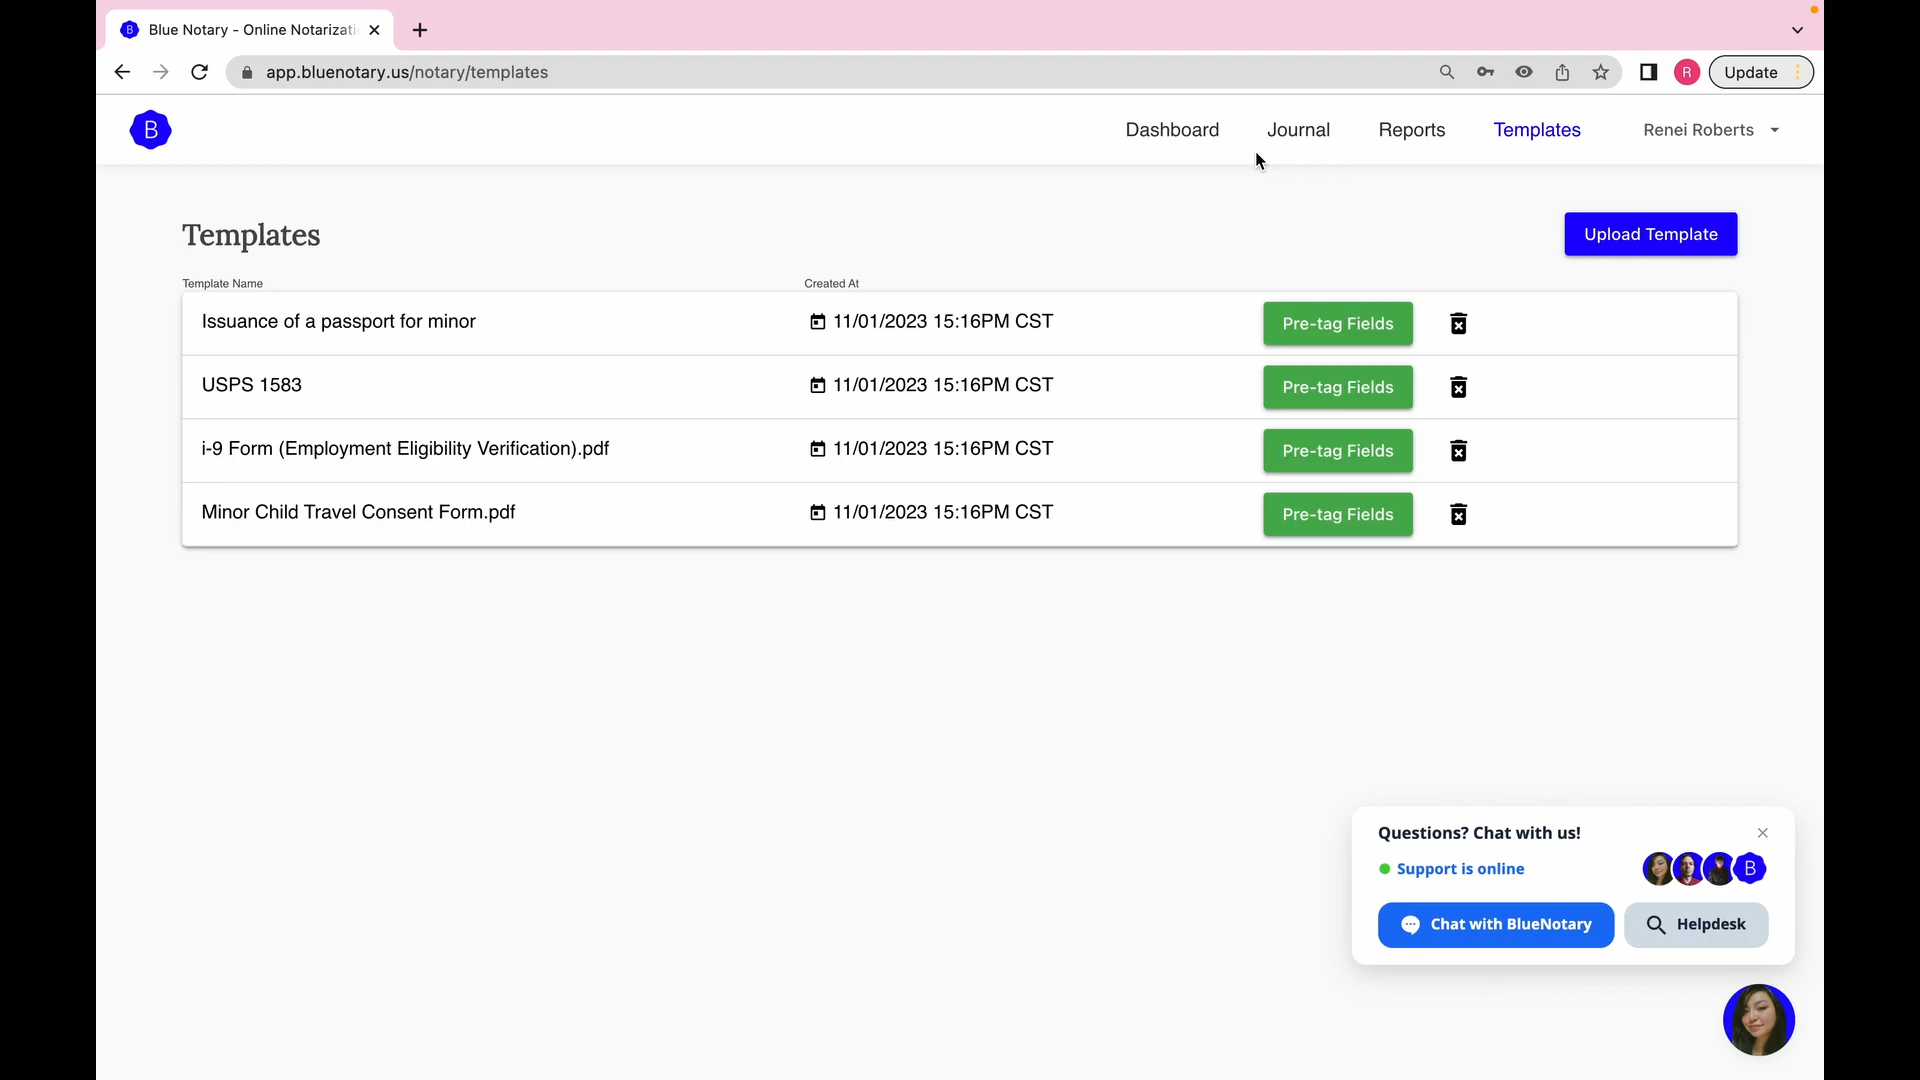 Blue Notary - Online Notarizati
app.bluenotary.us/notary/templates
R
Update
B
Dashboard
Journal
Reports
Templates
Renei Roberts
Templates
Upload Template
Template Name
Created At
Issuance of a passport for minor
11/01/2023 15:16PM CST
Pre-tag Fields
USPS 1583
11/01/2023 15:16PM CST
Pre-tag Fields
i-9 Form (Employment Eligibility Verification).pdf
11/01/2023 15:16PM CST
Pre-tag Fields
Minor Child Travel Consent Form.pdf
11/01/2023 15:16PM CST
Pre-tag Fields
Questions? Chat with us!
Support is online
B
Chat with BlueNotary
Helpdesk